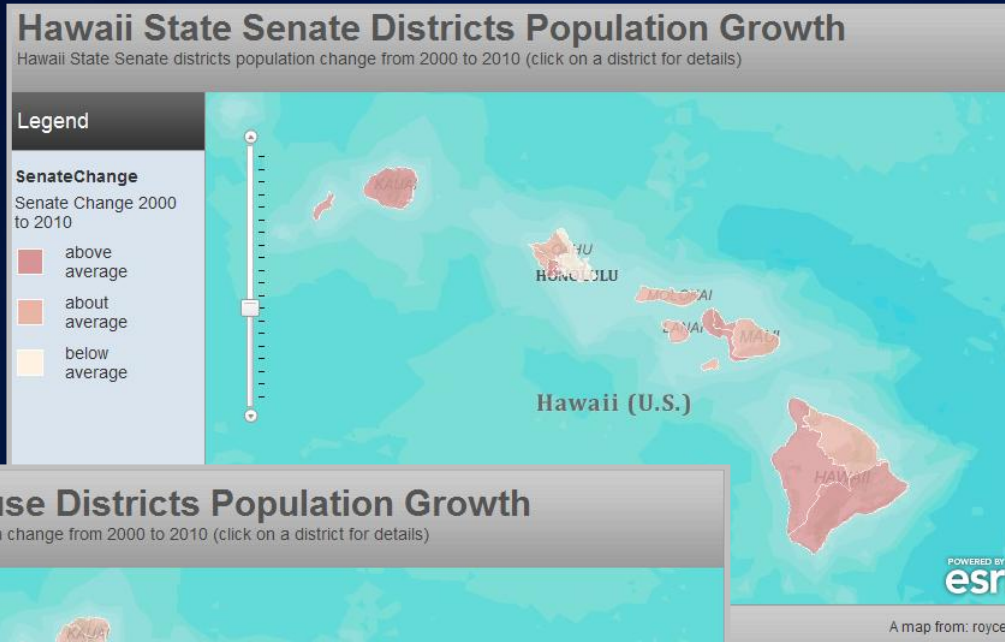 Hawaii State Senate Districts Population Growth
Hawaii State Senate districts population change from 2000 to 2010 (click on a district for details)
Legend
SenateChange
Senate Change 2000
to 2010
above
average
about
average
below
average
KAUAI
OAHU
HONOLULU
MOLOKAI
LANAI
MAUI
Hawaii (U.S.)
HAWAII
POWERED BY
esr
A map from: royce
use Districts Population Growth
change from 2000 to 2010 (click on a district for details)
KAUAI